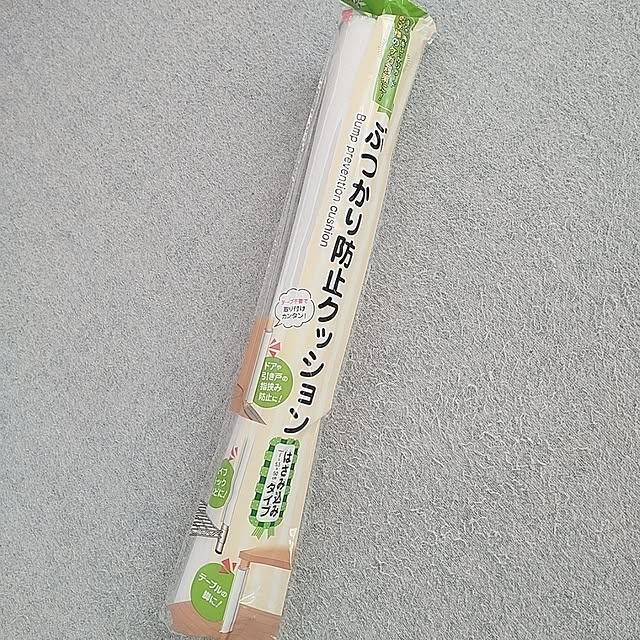 ぶつかり防止クッション
Bump prevention cushion
テープ不要で
取り付け
カンタン!
ドアや
引き戸の
指挟み
防止に!
はさみ込み
タイプ
テーブルの
脚に!